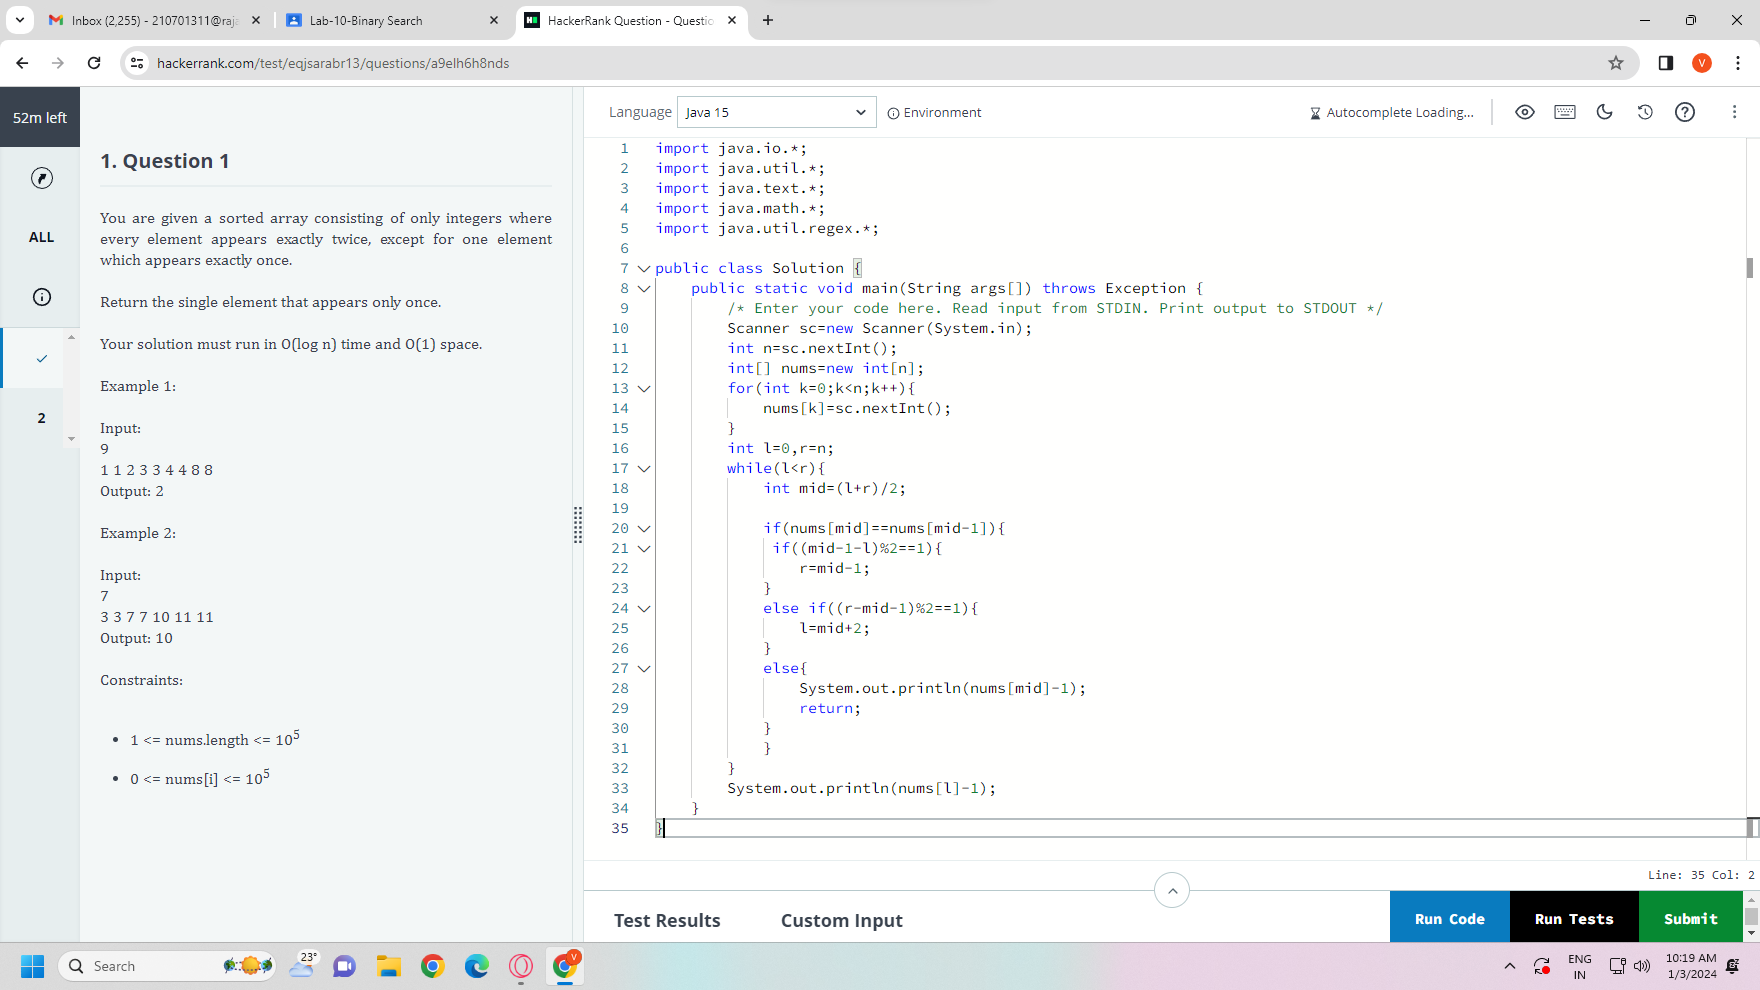 Inbox (2,255) - 210701311@raja
Lab-10-Binary Search
HackerRank Question - Questio
hackerrank.com/test/eqjsarabr13/questions/a9elh6h8nds
V
52m left
ALL
2
1. Question 1
You are given a sorted array consisting of only integers where
every element appears exactly twice, except for one element
which appears exactly once.
Return the single element that appears only once.
Your solution must run in O(log n) time and O(1) space.
Example 1:
Input:
9
1 1 2 3 3 4 4 8 8
Output: 2
Example 2:
Input:
7
3 3 7 7 10 11 11
Output: 10
Constraints:
1 <= nums.length <= 10^5
0 <= nums[i] <= 10^5
Language Java 15 Environment
Autocomplete Loading...
1 import java.io.*;
2 import java.util.*;
3 import java.text.*;
4 import java.math.*;
5 import java.util.regex.*;
6
7 public class Solution {
8 public static void main(String args[]) throws Exception {
9 /* Enter your code here. Read input from STDIN. Print output to STDOUT */
10 Scanner sc=new Scanner(System.in);
11 int n=sc.nextInt();
12 int[] nums=new int[n];
13 for(int k=0;k<n;k++){
14 nums[k]=sc.nextInt();
15 }
16 int l=0,r=n;
17 while(l<r){
18 int mid=(l+r)/2;
19
20 if(nums[mid]==nums[mid-1]){
21 if((mid-1-l)%2==1){
22 r=mid-1;
23 }
24 else if((r-mid-1)%2==1){
25 l=mid+2;
26 }
27 else{
28 System.out.println(nums[mid]-1);
29 return;
30 }
31 }
32 }
33 System.out.println(nums[l]-1);
34 }
35 }
Line: 35 Col: 2
Test Results
Custom Input
Run Code
Run Tests
Submit
Search
23°
V
ENG
IN
10:19 AM
1/3/2024